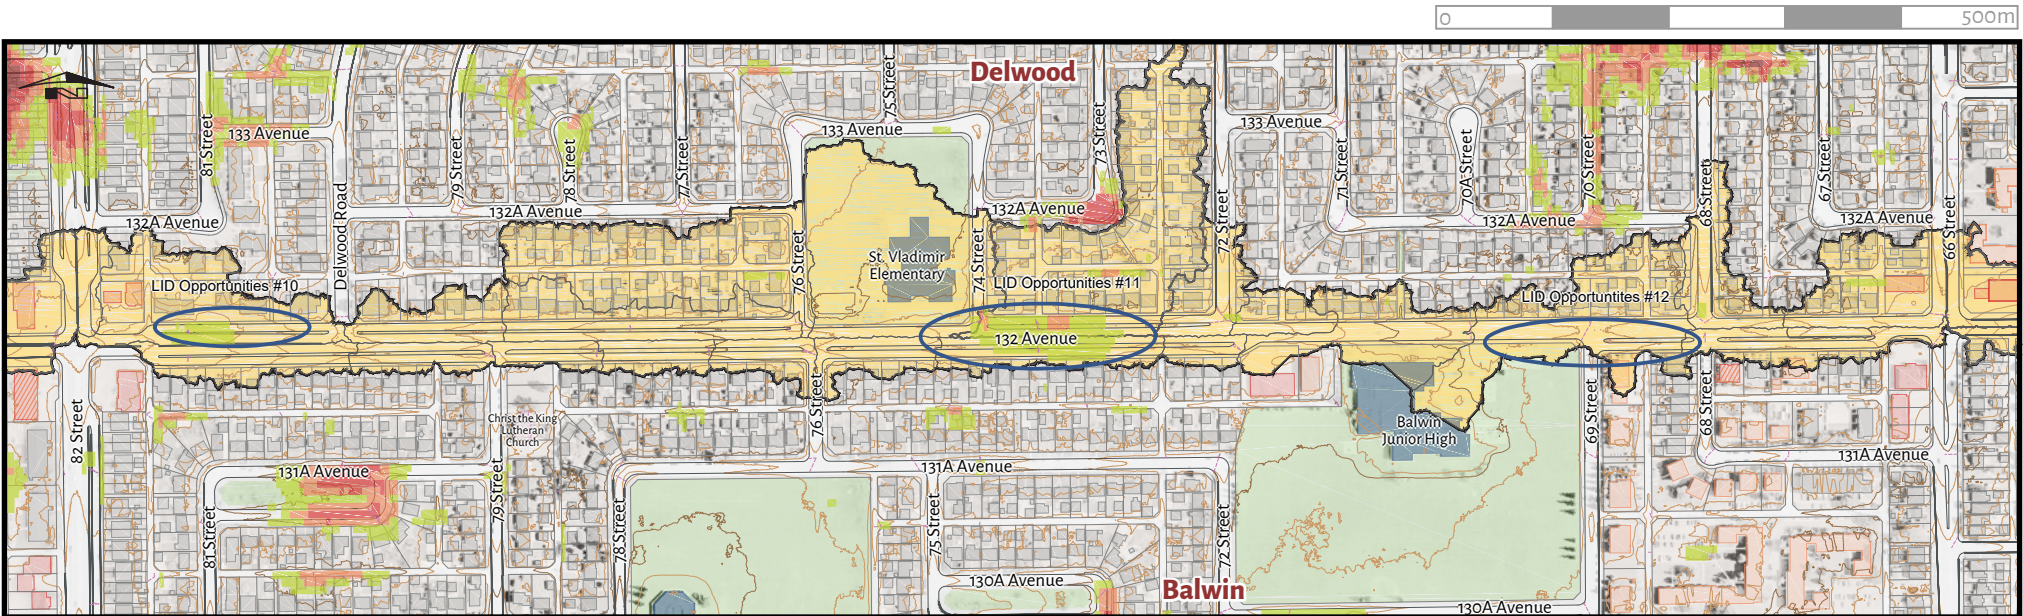 0 500m
Delwood
75 Street
133 Avenue
133 Avenue
133 Avenue
81 Street
79 Street
78 Street
77 Street
73 Street
71 Street
70A Street
70 Street
67 Street
132A Avenue
132A Avenue
132A Avenue
132A Avenue
132A Avenue
Delwood Road
76 Street
74 Street
72 Street
68 Street
66 Street
St. Vladimir
Elementary
LID Opportunities #10
LID Opportunities #11
LID Opportuntites #12
132 Avenue
82 Street
76 Street
69 Street
68 Street
Christ the King
Lutheran
Church
Balwin
Junior High
131A Avenue
131A Avenue
131A Avenue
81 Street
79 Street
78 Street
75 Street
72 Street
130A Avenue
Balwin
130A Avenue